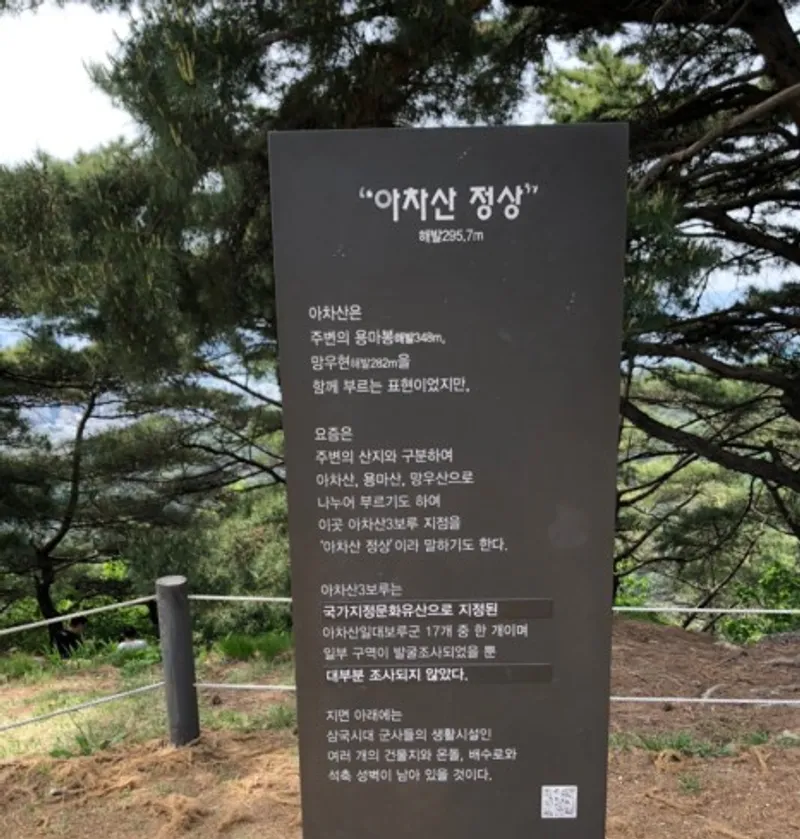 “아차산 정상”
해발295.7m
아차산은
주변의 용마봉해발348m,
망우현해발282m을
함께 부르는 표현이었지만,
요즘은
주변의 산지와 구분하여
아차산, 용마산, 망우산으로
나누어 부르기도 하여
이곳 아차산3보루 지점을
'아차산 정상'이라 말하기도 한다.
아차산3보루는
국가지정문화유산으로 지정된
아차산일대보루군 17개 중 한 개이며
일부 구역이 발굴조사되었을 뿐
대부분 조사되지 않았다.
지면 아래에는
삼국시대 군사들의 생활시설인
여러 개의 건물지와 온돌, 배수로와
석축 성벽이 남아 있을 것이다.